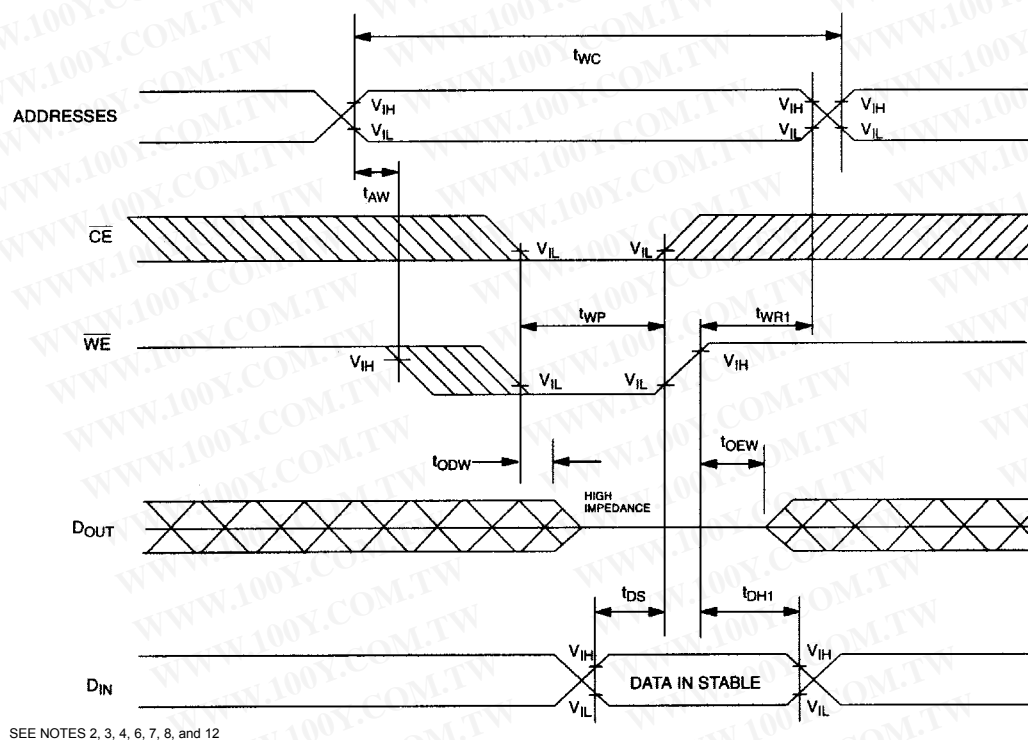 tWC
ADDRESSES
VIH
VIL
VIH
VIL
VIH
VIL
tAW
CE
VIL
VIL
tWP
tWR1
WE
VIH
VIL
VIL
VIH
tODW
tOEW
HIGH
IMPEDANCE
DOUT
tDS
tDH1
VIH
VIH
DIN
DATA IN STABLE
VIL
VIL
SEE NOTES 2, 3, 4, 6, 7, 8, and 12
WWW.100Y.COM.TW